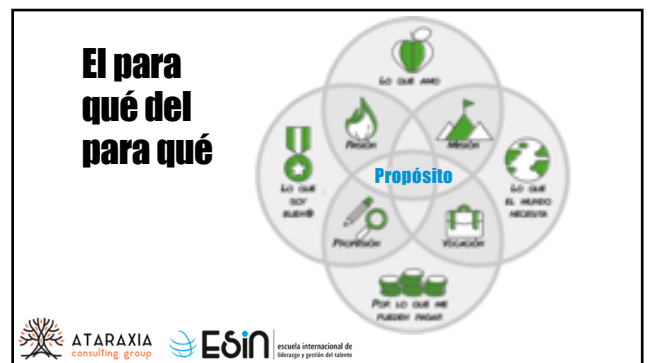 El para
qué del
para qué
LO QUE AMO
PASIÓN
MISIÓN
LO QUE
SOY
BUEN@
Propósito
LO QUE
EL MUNDO
NECESITA
PROFESIÓN
VOCACIÓN
POR LO QUE ME
PUEDEN PAGAR
ATARAXIA
consulting group
ESin
escuela internacional de
liderazgo y gestión del talento